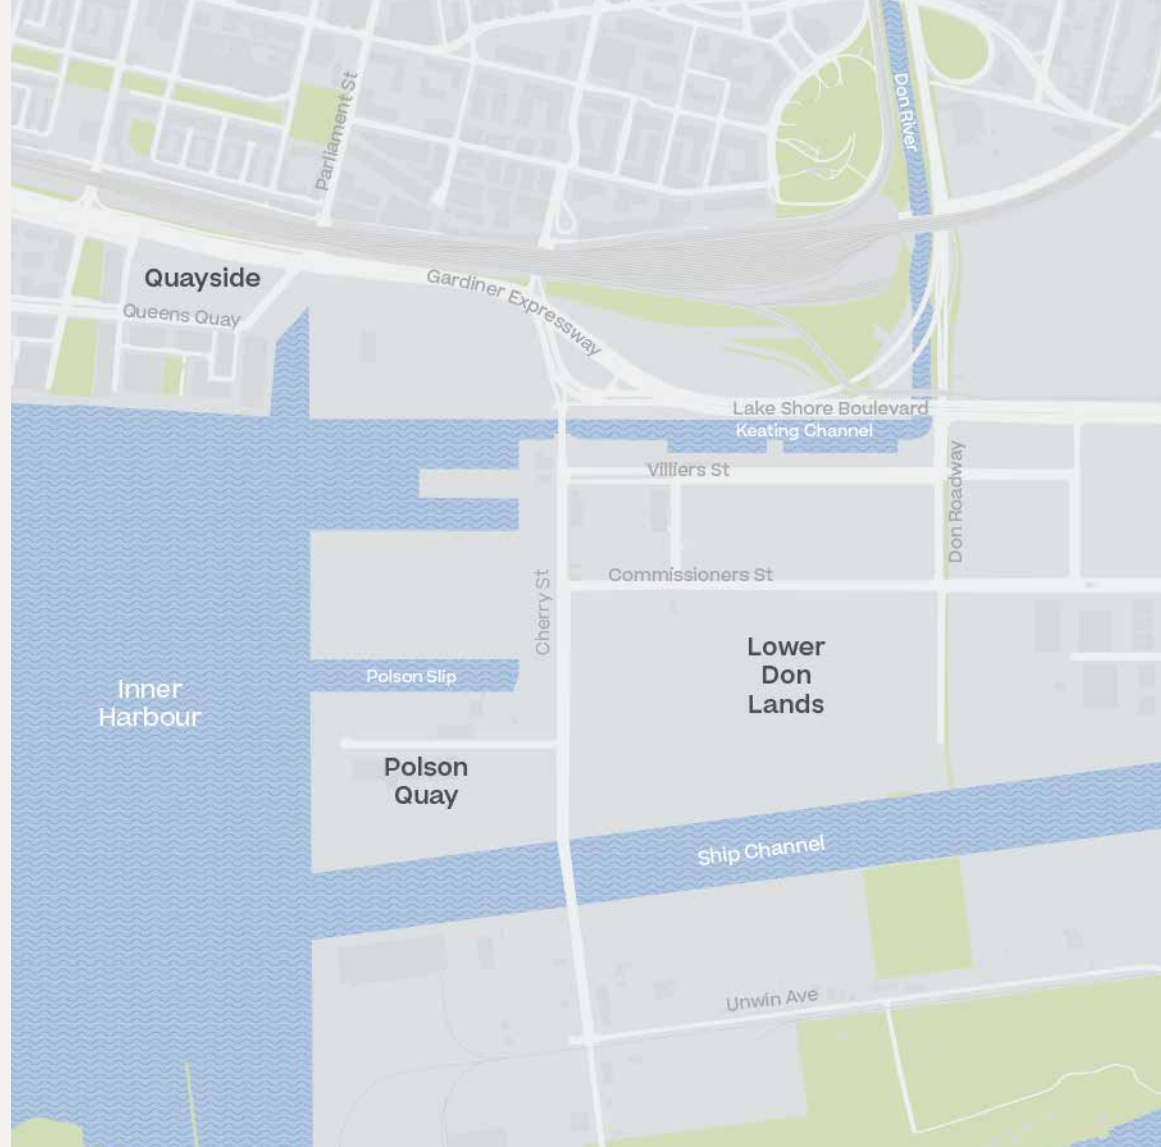 Don River
Parliament St
Quayside
Queens Quay
Gardiner Expressway
Lake Shore Boulevard
Keating Channel
Villiers St
Don Roadway
Commissioners St
Cherry St
Lower
Don
Lands
Polson Slip
Inner
Harbour
Polson
Quay
Ship Channel
Unwin Ave